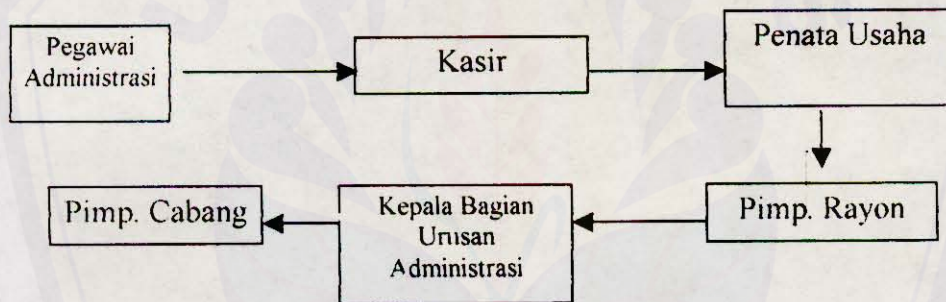 Pegawai
Administrasi
Kasir
Penata Usaha
Pimp. Rayon
Kepala Bagian
Urusan
Administrasi
Pimp. Cabang